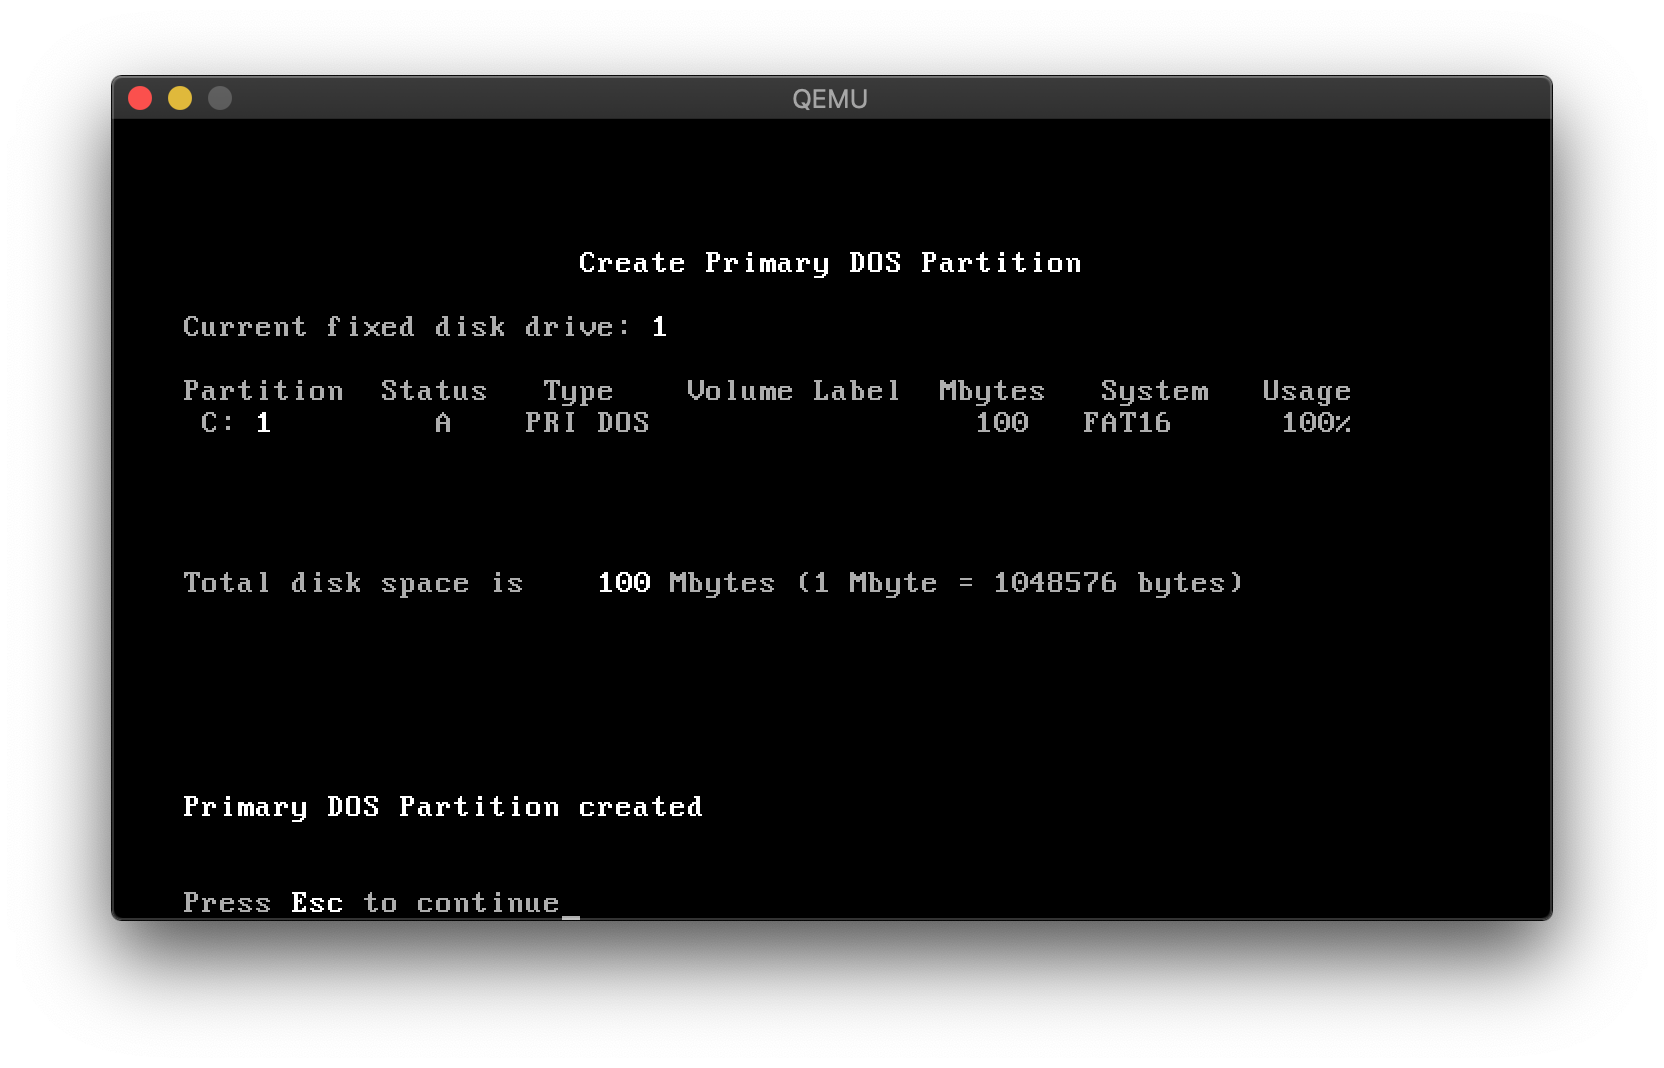 QEMU
Create Primary DOS Partition
Current fixed disk drive: 1
Partition  Status   Type    Volume Label  Mbytes   System   Usage
C: 1         A    PRI DOS                  100   FAT16      100%
Total disk space is    100 Mbytes (1 Mbyte = 1048576 bytes)
Primary DOS Partition created
Press Esc to continue_